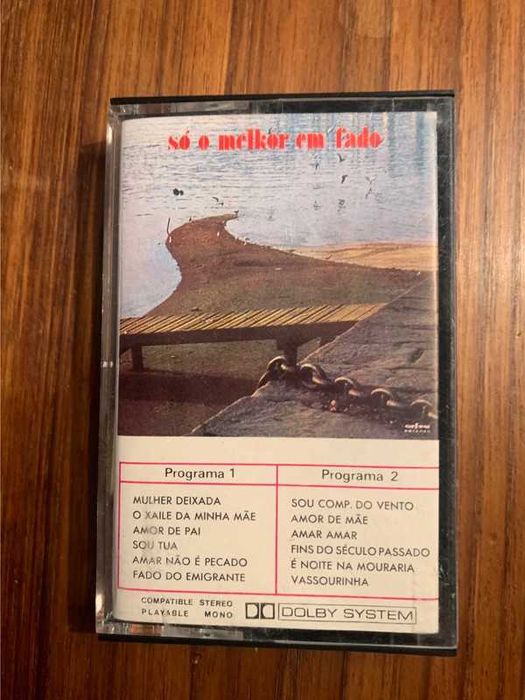 só o melhor em fado
Programa 1
MULHER DEIXADA
O XAILE DA MINHA MÃE
AMOR DE PAI
SOU TUA
AMAR NÃO É PECADO
FADO DO EMIGRANTE
Programa 2
SOU COMP. DO VENTO
AMOR DE MÃE
AMAR AMAR
FINS DO SÉCULO PASSADO
É NOITE NA MOURARIA
VASSOURINHA
COMPATIBLE STEREO
PLAYABLE MONO
DOLBY SYSTEM